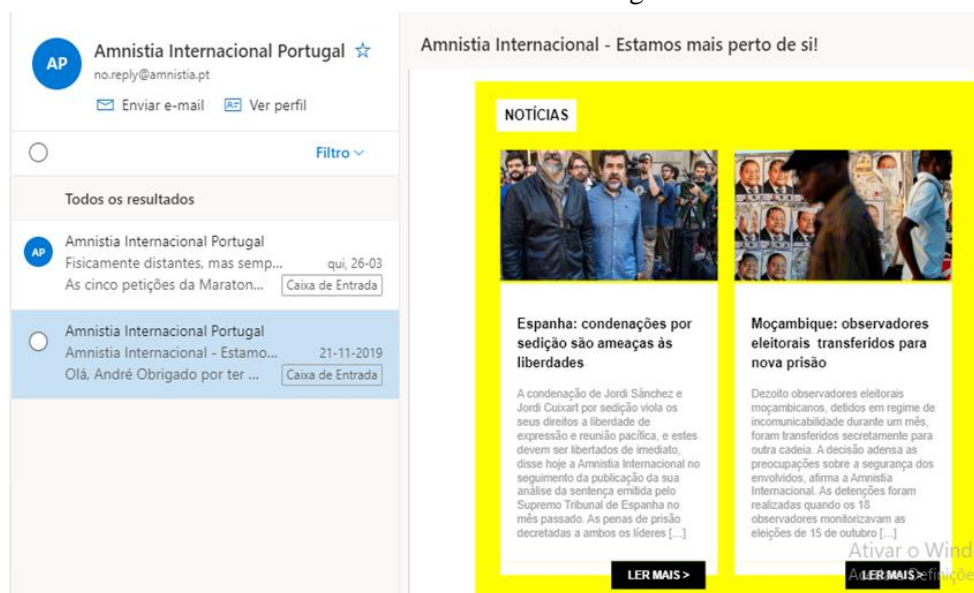 AP
Amnistia Internacional Portugal
no.reply@amnistia.pt
Enviar e-mail Ver perfil
Filtro
Todos os resultados
AP
Amnistia Internacional Portugal
Fisicamente distantes, mas semp... qui, 26-03
As cinco petições da Maraton... Caixa de Entrada
Amnistia Internacional Portugal
Amnistia Internacional - Estamo... 21-11-2019
Olá, André Obrigado por ter ... Caixa de Entrada
Amnistia Internacional - Estamos mais perto de si!
NOTÍCIAS
Espanha: condenações por
sedição são ameaças às
liberdades
A condenação de Jordi Sànchez e
Jordi Cuixart por sedição viola os
seus direitos a liberdade de
expressão e reunião pacífica, e estes
devem ser libertados de imediato,
disse hoje a Amnistia Internacional no
seguimento da publicação da sua
análise da sentença emitida pelo
Supremo Tribunal de Espanha no
mês passado. As penas de prisão
decretadas a ambos os líderes [...]
LER MAIS >
Moçambique: observadores
eleitorais transferidos para
nova prisão
Dezoito observadores eleitorais
moçambicanos, detidos em regime de
incomunicabilidade durante um mês,
foram transferidos secretamente para
outra cadeia. A decisão adensa as
preocupações sobre a segurança dos
envolvidos, afirma a Amnistia
Internacional. As detenções foram
realizadas quando os 18
observadores monitorizavam as
eleições de 15 de outubro [...]
LER MAIS >
Ativar o Wind